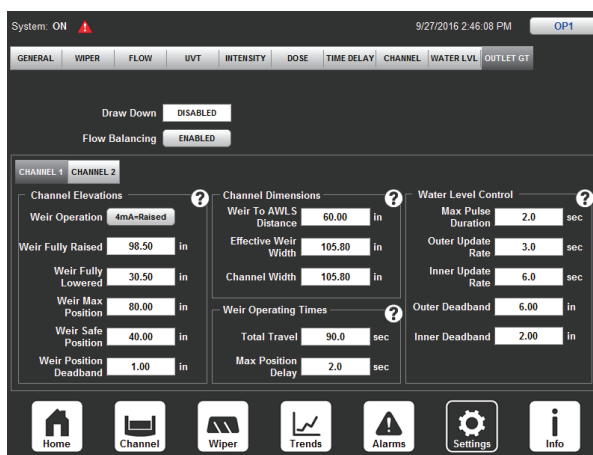 System: ON 9/27/2016 2:46:08 PM OP1
GENERAL WIPER FLOW UVT INTENSITY DOSE TIME DELAY CHANNEL WATER LVL OUTLET GT
Draw Down DISABLED
Flow Balancing ENABLED
CHANNEL 1 CHANNEL 2
Channel Elevations ?
Weir Operation 4mA=Raised
Weir Fully Raised 98.50 in
Weir Fully
Lowered 30.50 in
Weir Max
Position 80.00 in
Weir Safe
Position 40.00 in
Weir Position
Deadband 1.00 in
Channel Dimensions ?
Weir To AWLS
Distance 60.00 in
Effective Weir
Width 105.80 in
Channel Width 105.80 in
Weir Operating Times ?
Total Travel 90.0 sec
Max Position
Delay 2.0 sec
Water Level Control ?
Max Pulse
Duration 2.0 sec
Outer Update
Rate 3.0 sec
Inner Update
Rate 6.0 sec
Outer Deadband 6.00 in
Inner Deadband 2.00 in
Home Channel Wiper Trends Alarms Settings Info